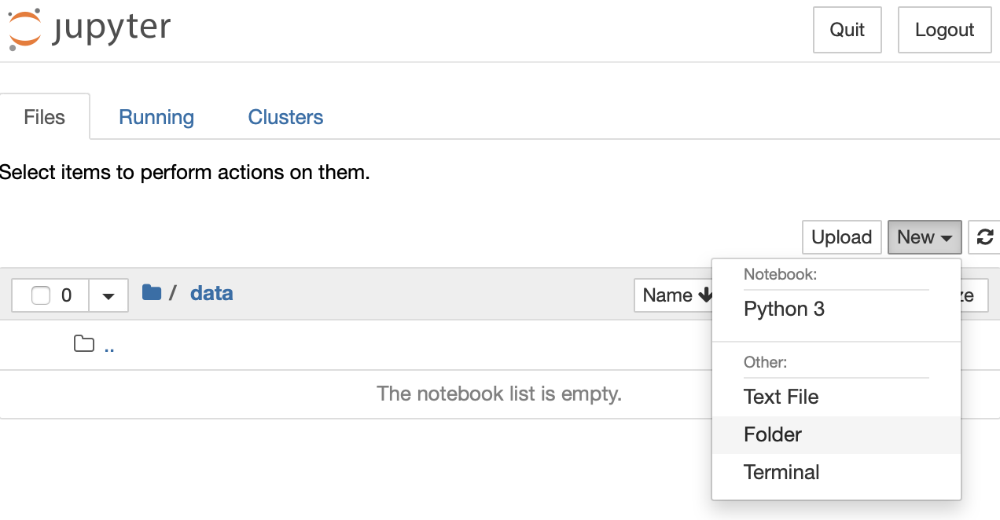 jupyter
Quit
Logout
Files
Running
Clusters
Select items to perform actions on them.
Upload
New
0
/ data
Name
ze
..
The notebook list is empty.
Notebook:
Python 3
Other:
Text File
Folder
Terminal